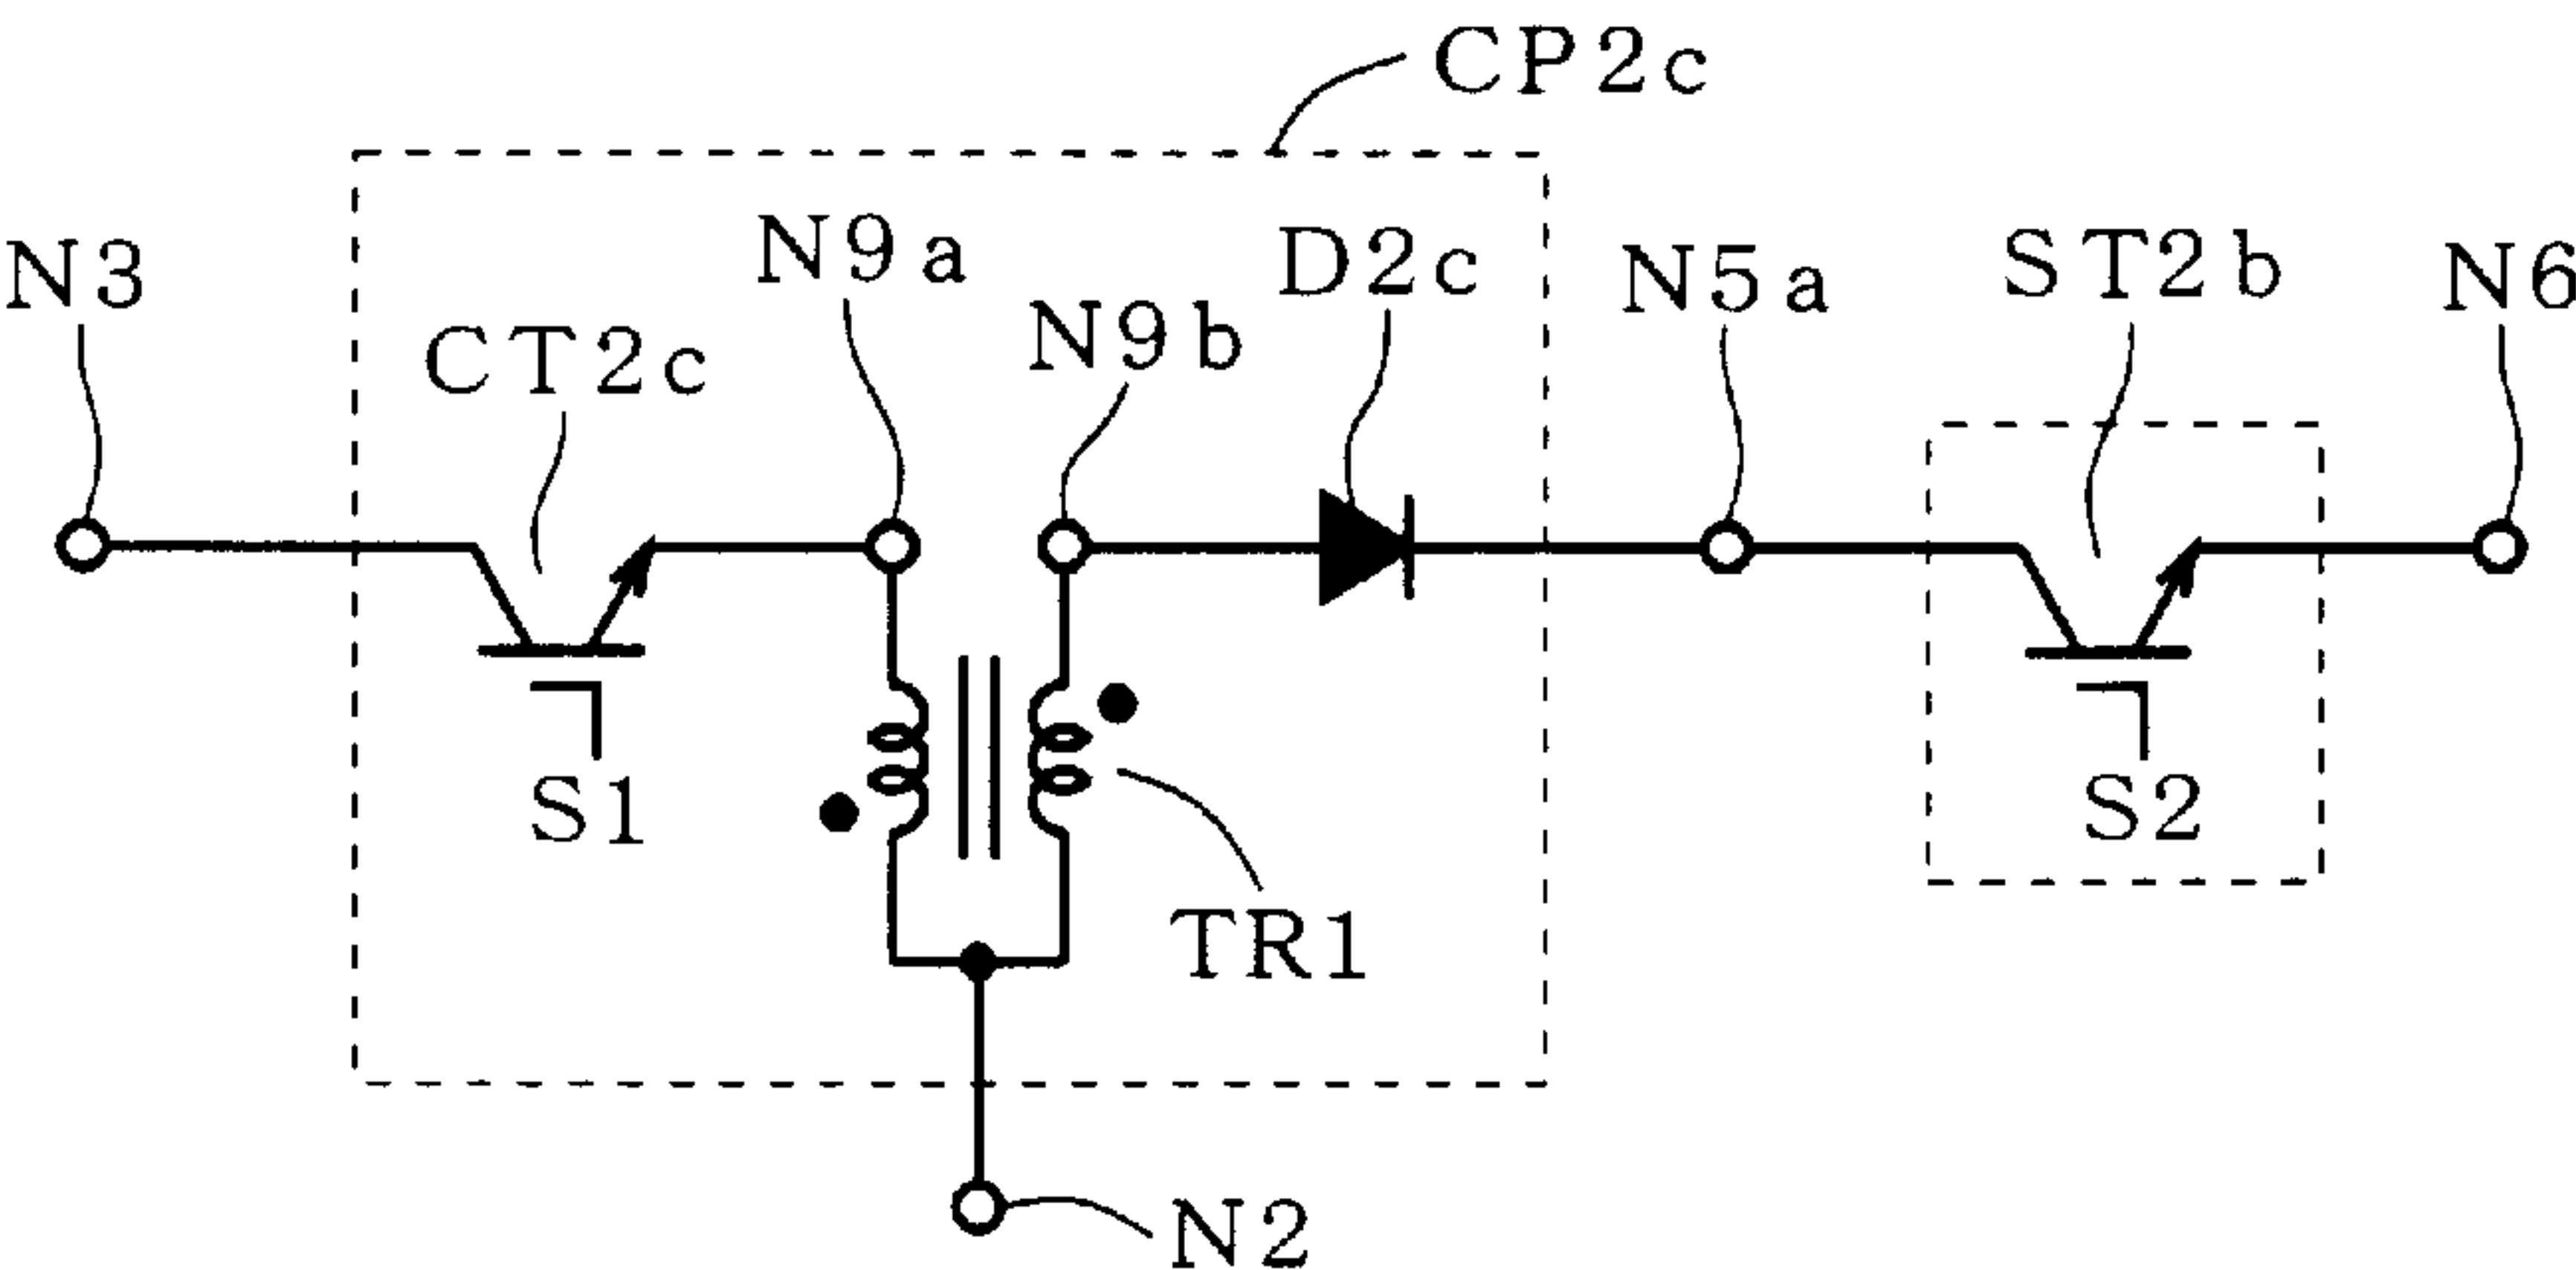 CP2c
N3
N9a
D2c
N5a
ST2b
N6
N9b
CT2c
S1
S2
TR1
N2